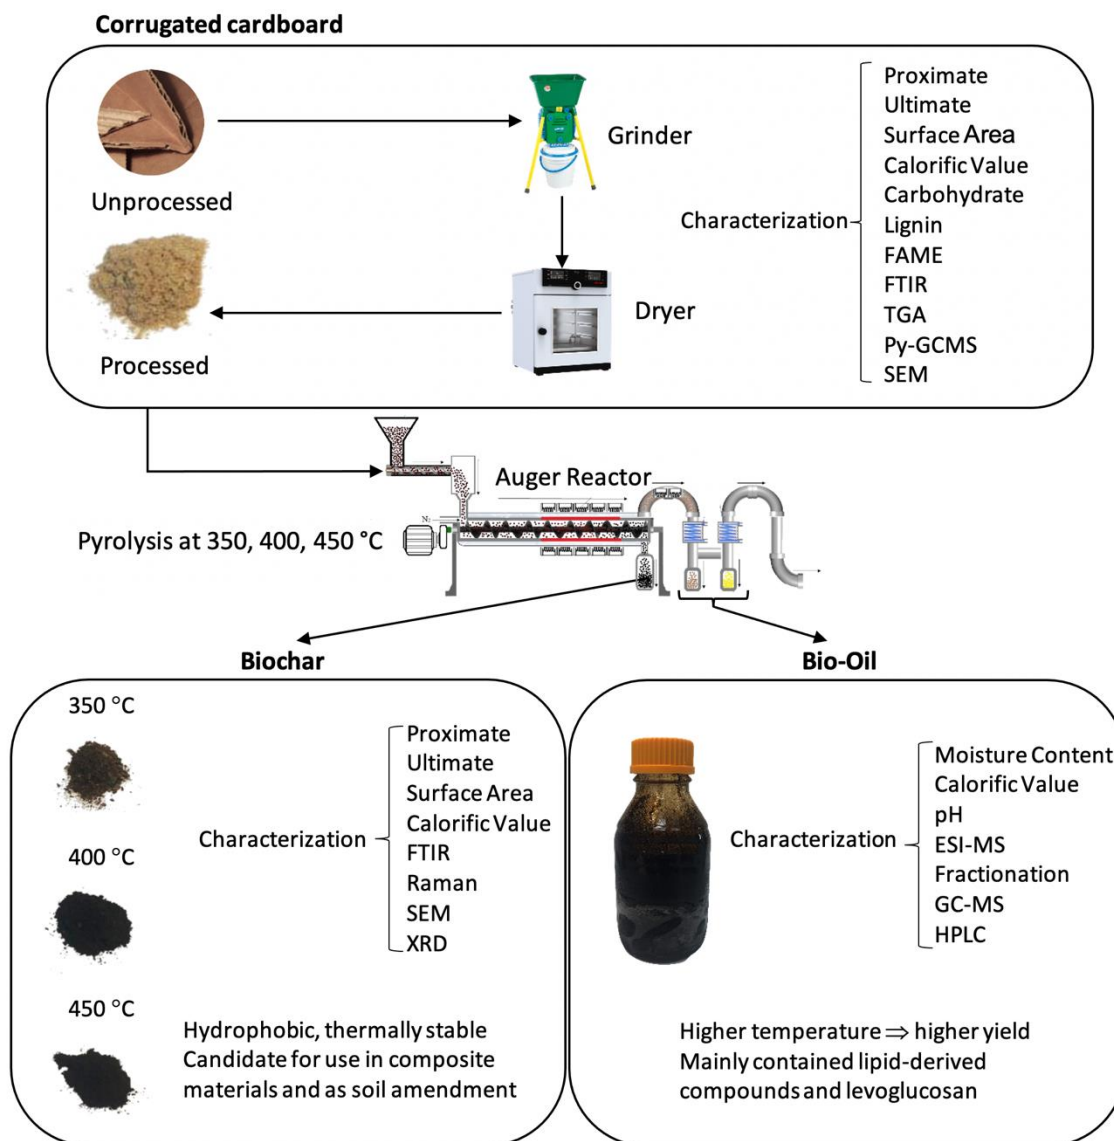 Corrugated cardboard
Unprocessed
Grinder
Dryer
Processed
Characterization
Proximate
Ultimate
Surface Area
Calorific Value
Carbohydrate
Lignin
FAME
FTIR
TGA
Py-GCMS
SEM
Auger Reactor
N₂
Pyrolysis at 350, 400, 450 °C
Biochar
350 °C
400 °C
450 °C
Characterization
Proximate
Ultimate
Surface Area
Calorific Value
FTIR
Raman
SEM
XRD
Hydrophobic, thermally stable
Candidate for use in composite
materials and as soil amendment
Bio-Oil
Characterization
Moisture Content
Calorific Value
pH
ESI-MS
Fractionation
GC-MS
HPLC
Higher temperature ⇒ higher yield
Mainly contained lipid-derived
compounds and levoglucosan